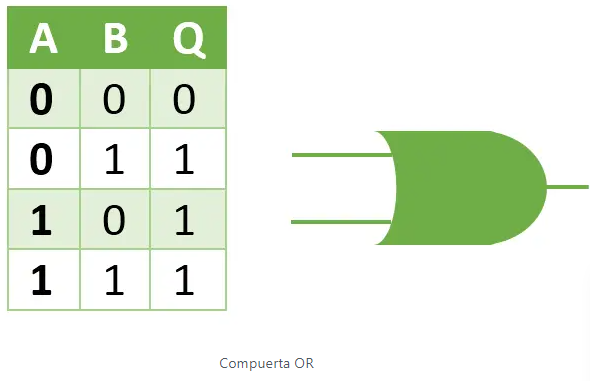 A B Q
0 0 0
0 1 1
1 0 1
1 1 1
Compuerta OR